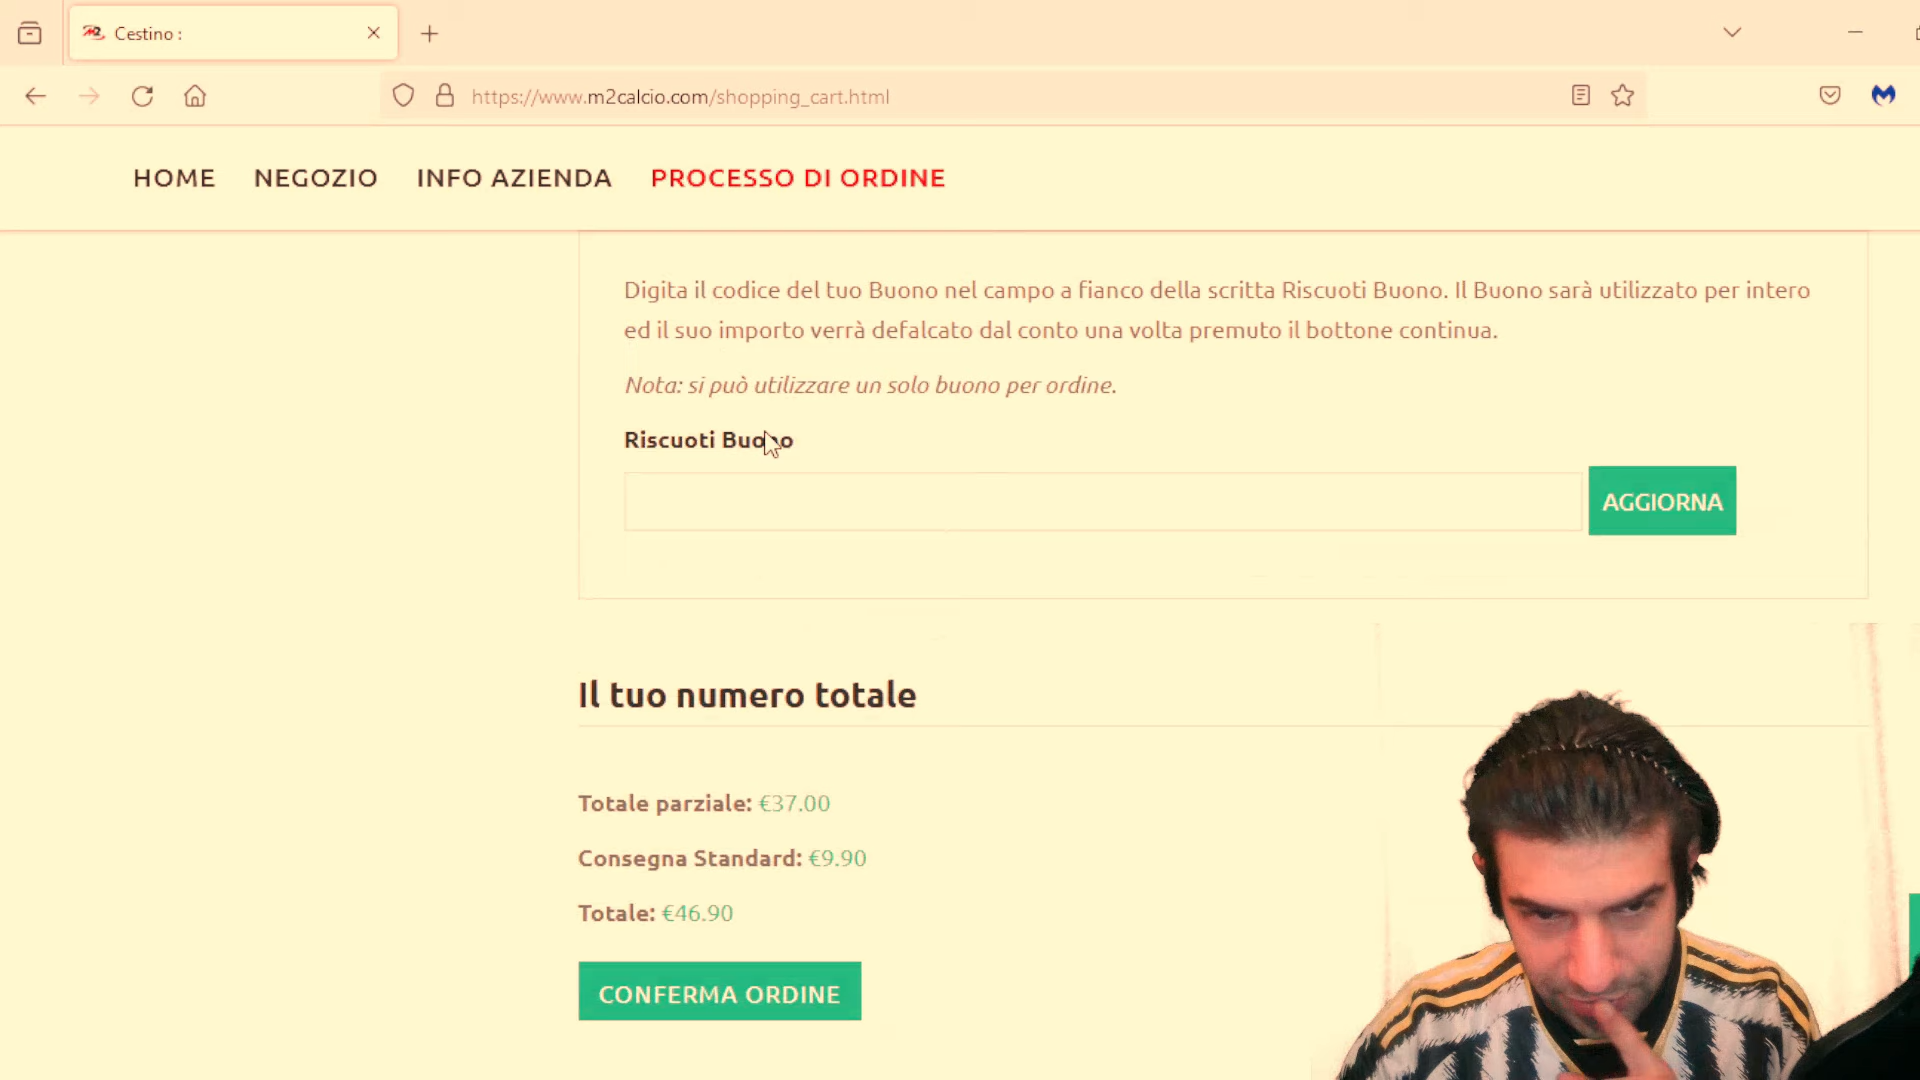 Cestino :
https://www.m2calcio.com/shopping_cart.html
HOME NEGOZIO INFO AZIENDA PROCESSO DI ORDINE
Digita il codice del tuo Buono nel campo a fianco della scritta Riscuoti Buono. Il Buono sarà utilizzato per intero
ed il suo importo verrà defalcato dal conto una volta premuto il bottone continua.
Nota: si può utilizzare un solo buono per ordine.
Riscuoti Buono
AGGIORNA
Il tuo numero totale
Totale parziale: €37.00
Consegna Standard: €9.90
Totale: €46.90
CONFERMA ORDINE